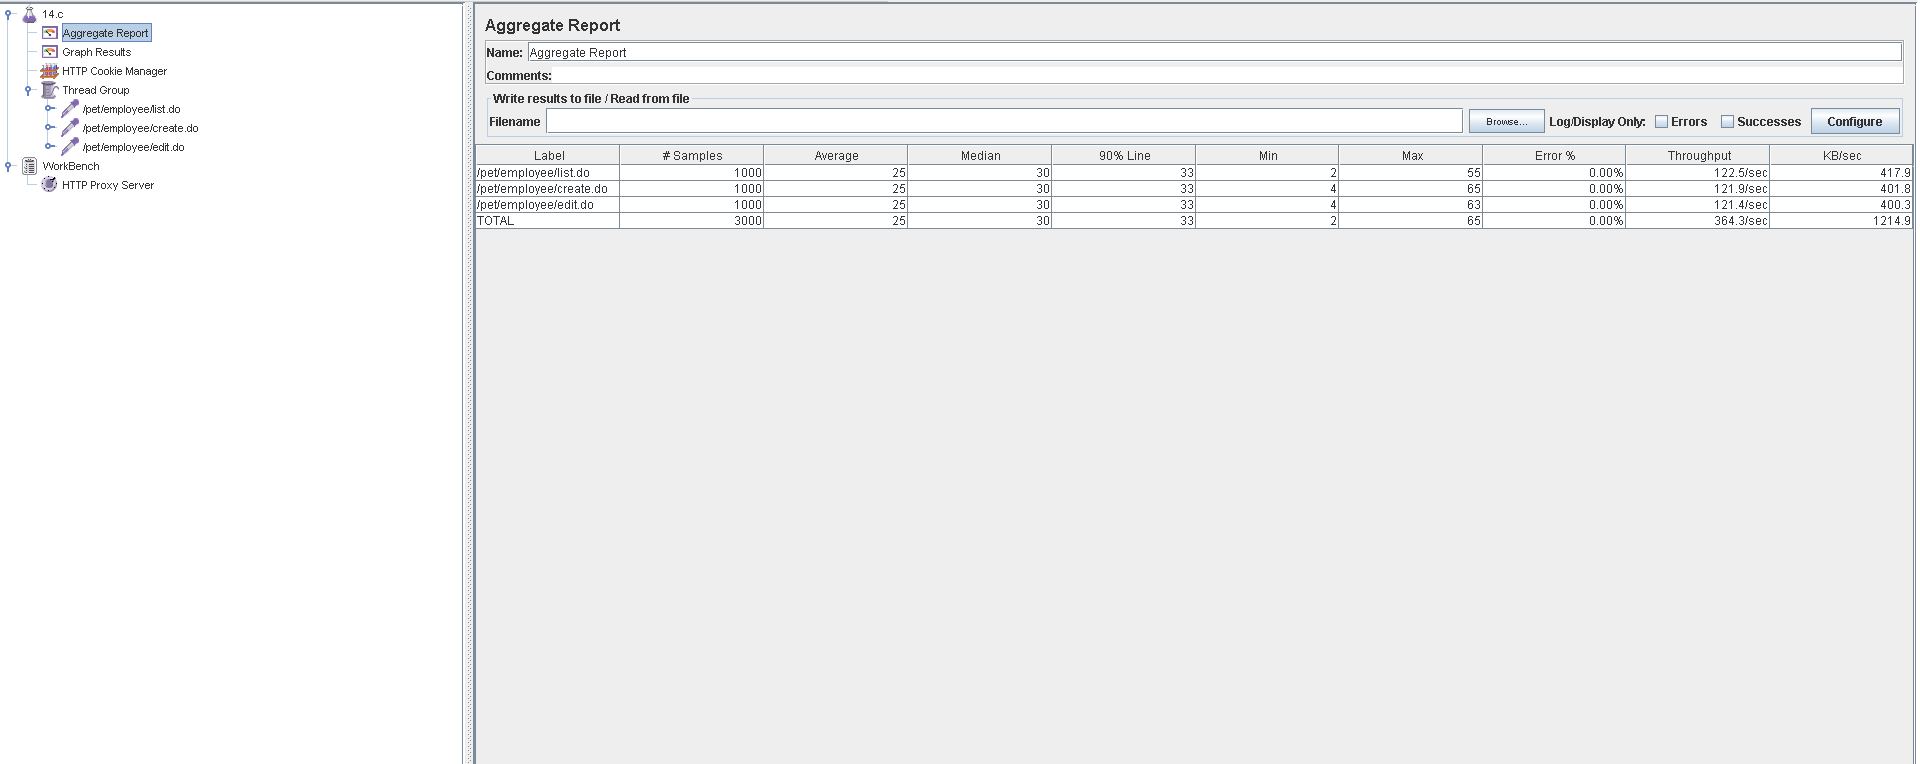 14.c
Aggregate Report
Graph Results
HTTP Cookie Manager
Thread Group
/pet/employee/list.do
/pet/employee/create.do
/pet/employee/edit.do
WorkBench
HTTP Proxy Server
Aggregate Report
Name: Aggregate Report
Comments:
Write results to file / Read from file
Filename Browse... Log/Display Only: Errors Successes Configure
Label # Samples Average Median 90% Line Min Max Error % Throughput KB/sec
/pet/employee/list.do 1000 25 30 33 2 55 0.00% 122.5/sec 417.9
/pet/employee/create.do 1000 25 30 33 4 65 0.00% 121.9/sec 401.8
/pet/employee/edit.do 1000 25 30 33 4 63 0.00% 121.4/sec 400.3
TOTAL 3000 25 30 33 2 65 0.00% 364.3/sec 1214.9